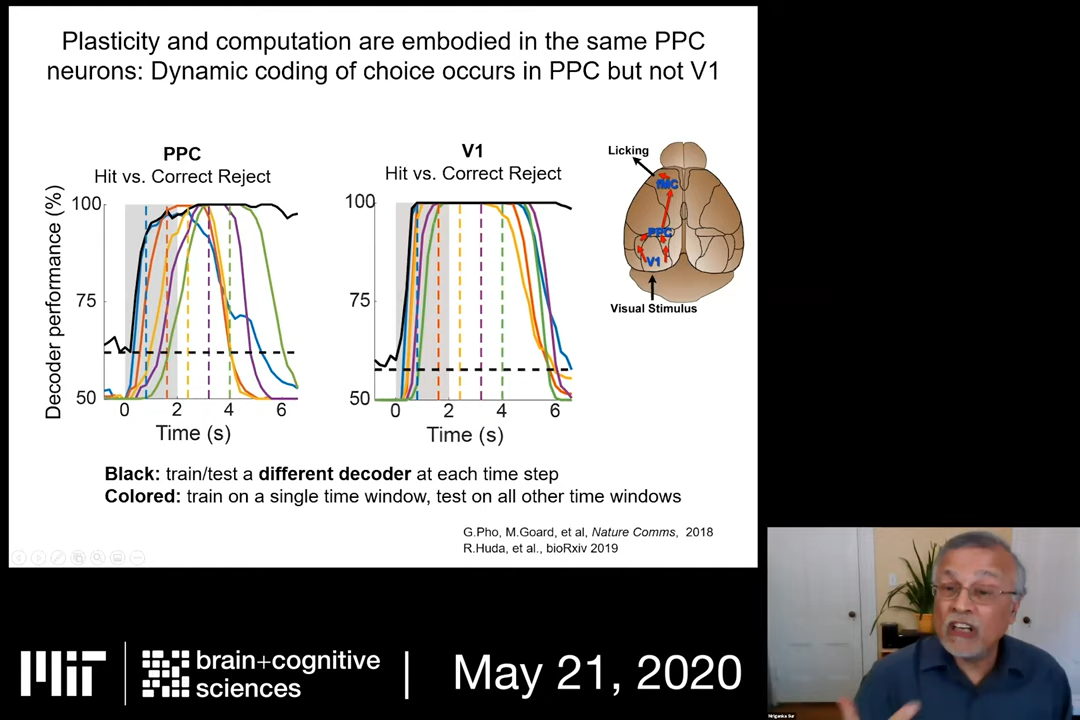 Plasticity and computation are embodied in the same PPC
neurons: Dynamic coding of choice occurs in PPC but not V1
PPC
Hit vs. Correct Reject
V1
Hit vs. Correct Reject
Decoder performance (%)
100
75
50
0
2
4
6
Time (s)
100
75
50
0
2
4
6
Time (s)
Licking
fMC
PPC
V1
Visual Stimulus
Black: train/test a different decoder at each time step
Colored: train on a single time window, test on all other time windows
G.Pho, M.Goard, et al, Nature Comms, 2018
R.Huda, et al., bioRxiv 2019
MIT
brain+cognitive
sciences
May 21, 2020
Mriganka Sur